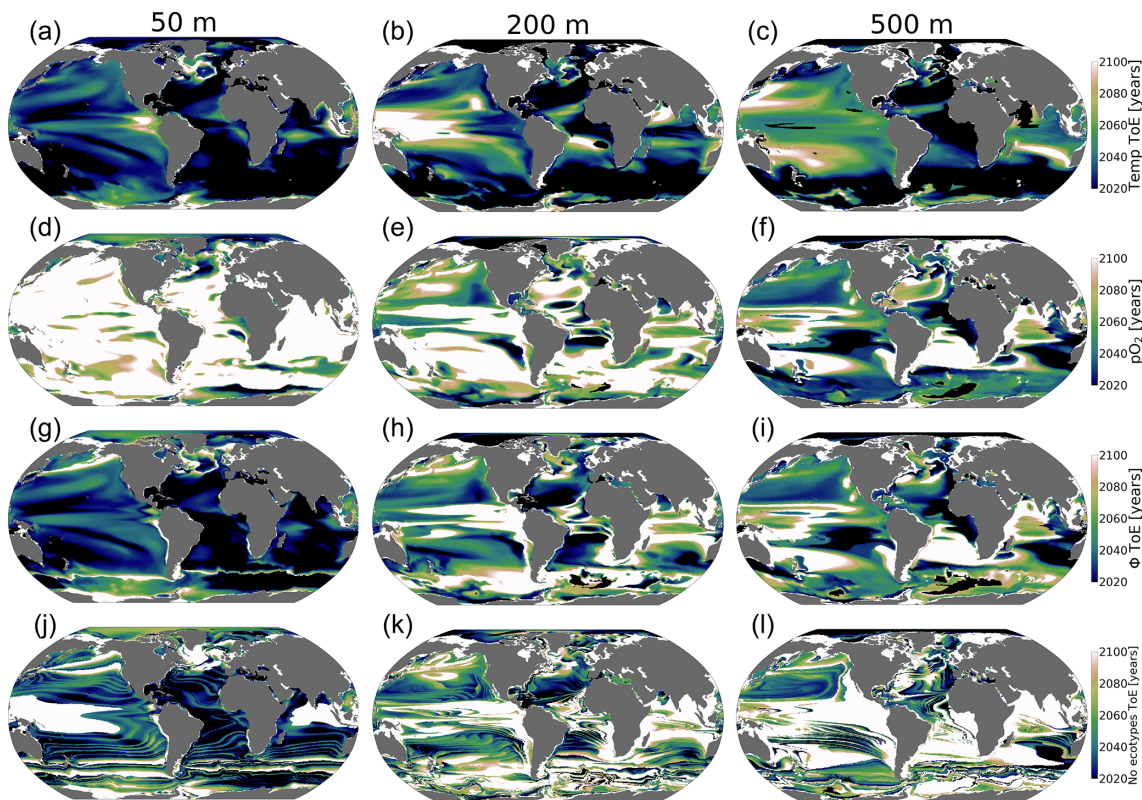 50 m 200 m 500 m
(a) (b) (c)
2100
2080
2060
2040
2020
Temp ToE [years]
(d) (e) (f)
2100
2080
2060
2040
2020
pO₂ [years]
(g) (h) (i)
2100
2080
2060
2040
2020
Φ ToE [years]
(j) (k) (l)
2100
2080
2060
2040
2020
No ecotypes ToE [years]